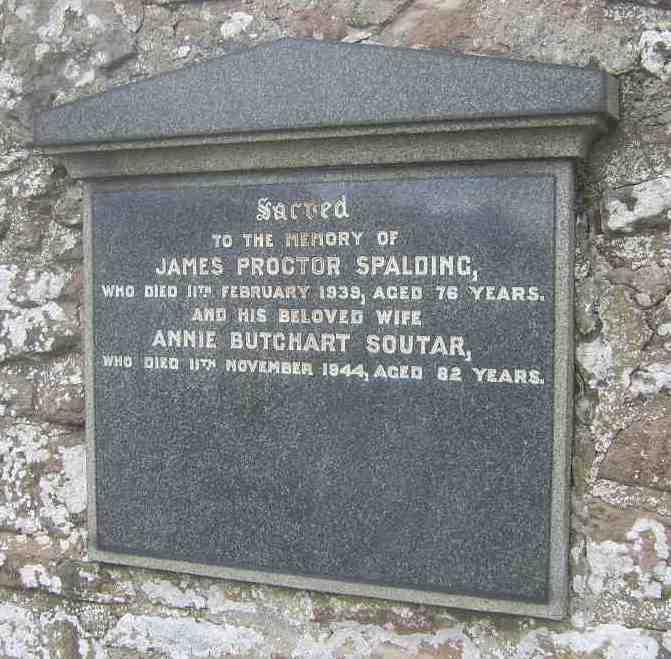 Sacred
TO THE MEMORY OF
JAMES PROCTOR SPALDING,
WHO DIED 11TH FEBRUARY 1939, AGED 76 YEARS.
AND HIS BELOVED WIFE
ANNIE BUTCHART SOUTAR,
WHO DIED 11TH NOVEMBER 1944, AGED 82 YEARS.